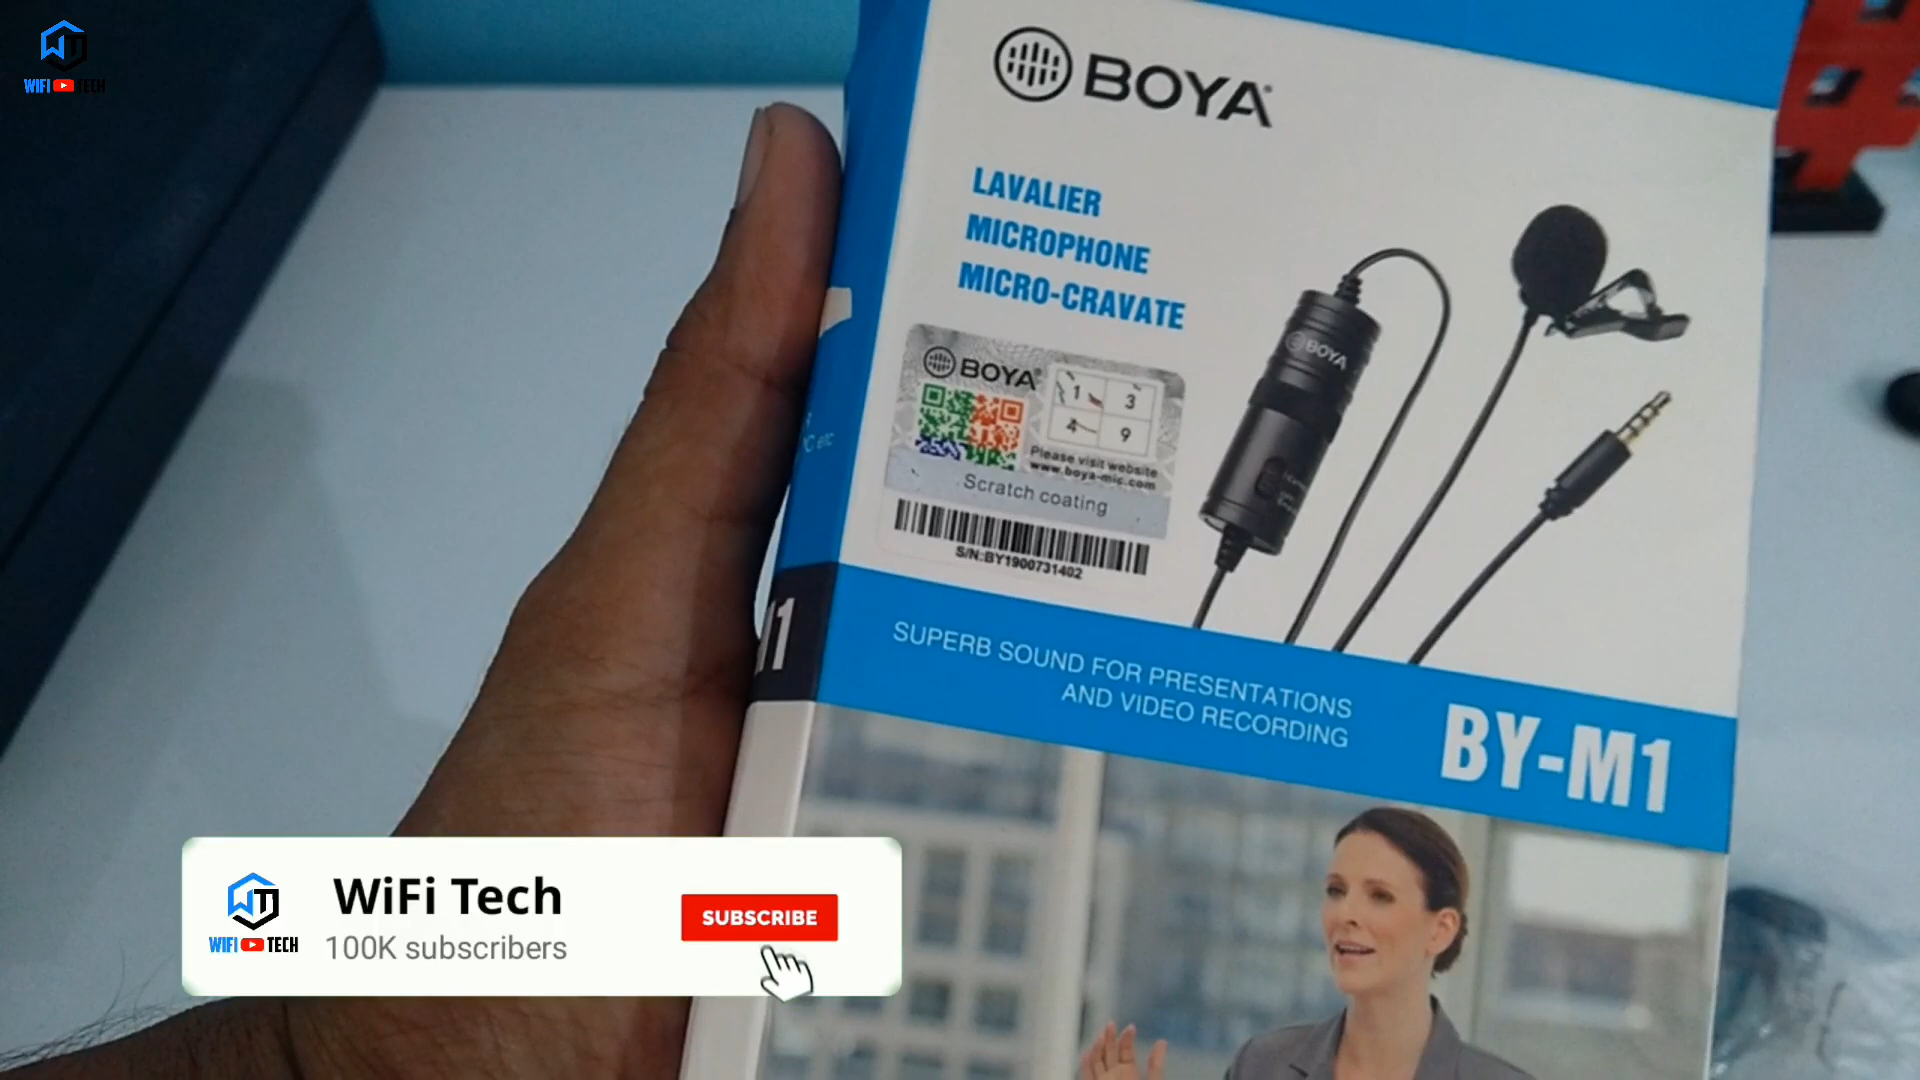 WIFI TECH
BOYA
LAVALIER
MICROPHONE
MICRO-CRAVATE
BOYA
BOYA
1 3
4 9
Please visit website
www.boya-mic.com
Scratch coating
S/N:BY1900731402
etc
M1
SUPERB SOUND FOR PRESENTATIONS
AND VIDEO RECORDING
BY-M1
WiFi Tech
100K subscribers
SUBSCRIBE
WIFI TECH